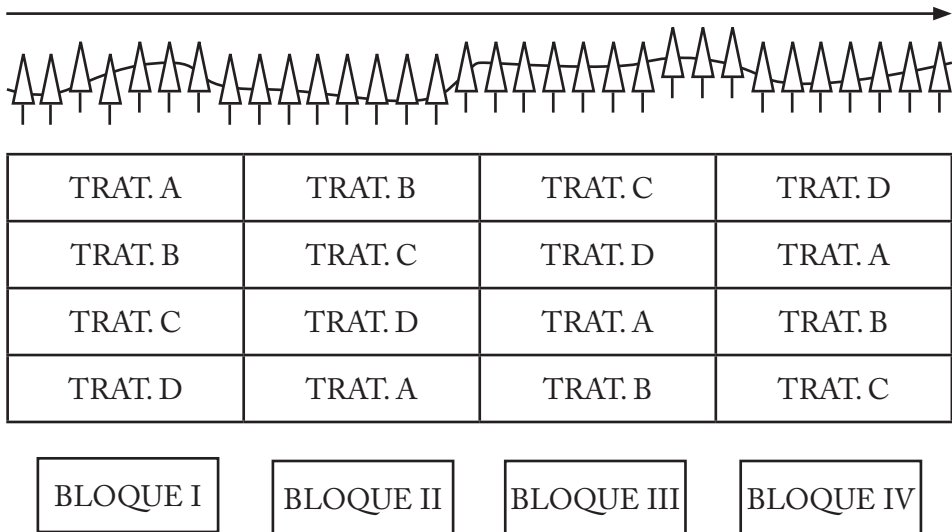 TRAT. A TRAT. B TRAT. C TRAT. D
TRAT. B TRAT. C TRAT. D TRAT. A
TRAT. C TRAT. D TRAT. A TRAT. B
TRAT. D TRAT. A TRAT. B TRAT. C
BLOQUE I BLOQUE II BLOQUE III BLOQUE IV